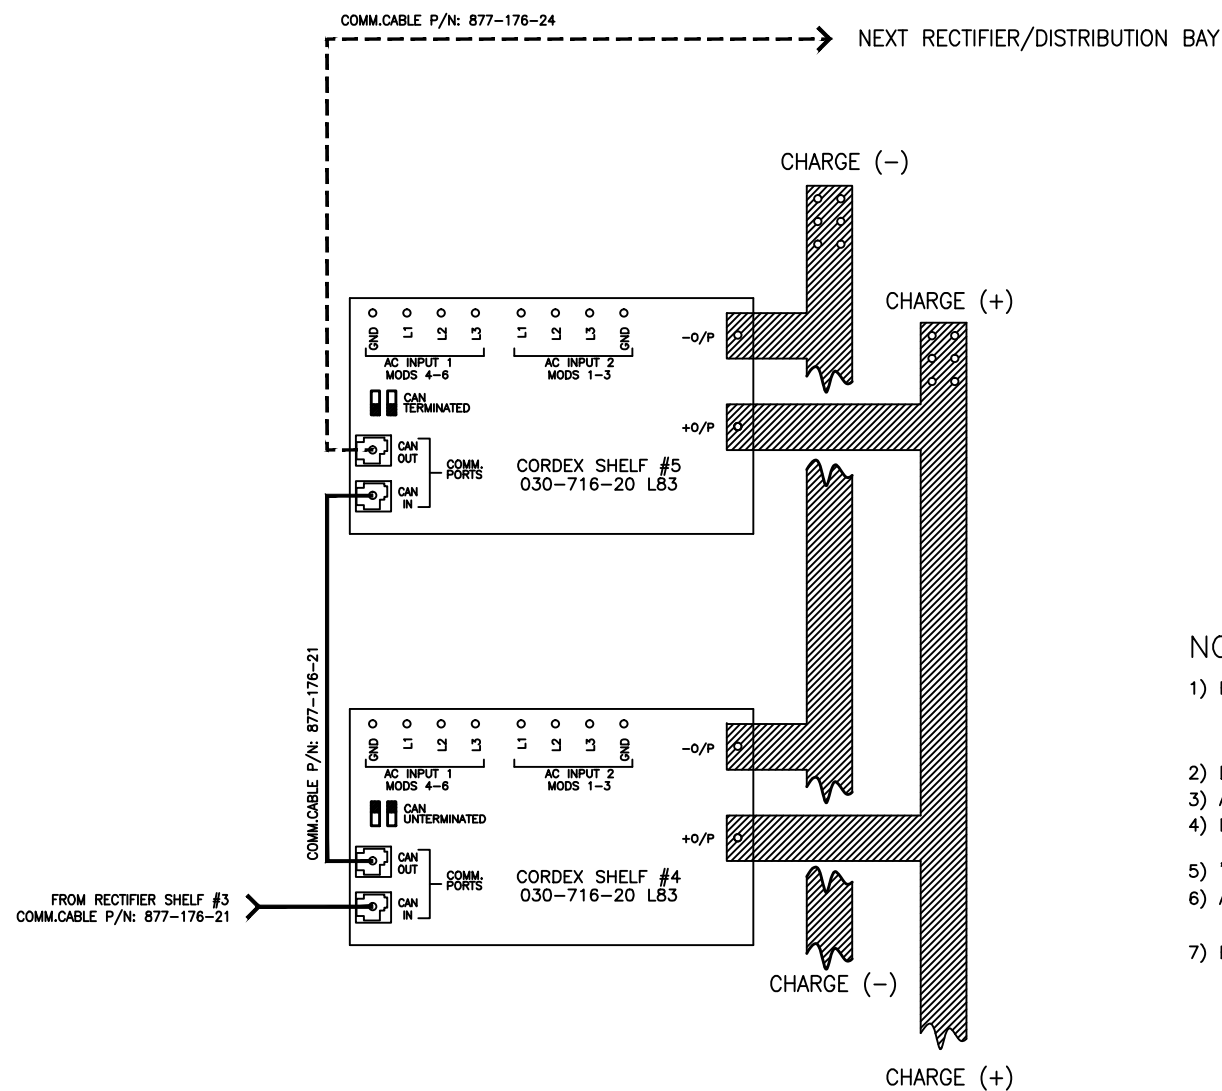 COMM.CABLE P/N: 877-176-24
NEXT RECTIFIER/DISTRIBUTION BAY
CHARGE (-)
CHARGE (+)
GND L1 L2 L3 L1 L2 L3 GND
AC INPUT 1
MODS 4-6
AC INPUT 2
MODS 1-3
-O/P
CAN
TERMINATED
+O/P
CAN
OUT
CAN
IN
COMM.
PORTS
CORDEX SHELF #5
030-716-20 L83
COMM.CABLE P/N: 877-176-21
GND L1 L2 L3 L1 L2 L3 GND
AC INPUT 1
MODS 4-6
AC INPUT 2
MODS 1-3
-O/P
CAN
UNTERMINATED
+O/P
CAN
OUT
CAN
IN
COMM.
PORTS
CORDEX SHELF #4
030-716-20 L83
FROM RECTIFIER SHELF #3
COMM.CABLE P/N: 877-176-21
CHARGE (-)
CHARGE (+)
1)
2)
3)
4)
5)
6)
7)